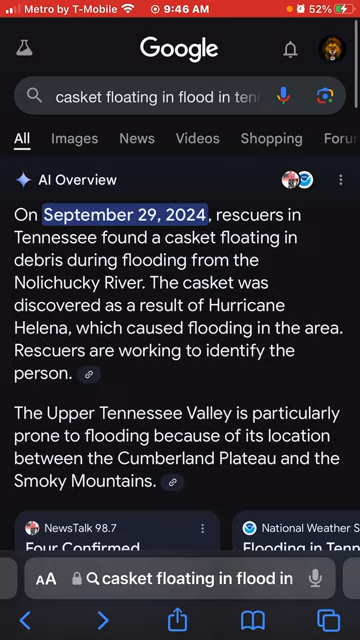 Metro by T-Mobile
9:46 AM
52%
Google
casket floating in flood in ten
All Images News Videos Shopping Foru
AI Overview
On September 29, 2024, rescuers in
Tennessee found a casket floating in
debris during flooding from the
Nolichucky River. The casket was
discovered as a result of Hurricane
Helena, which caused flooding in the area.
Rescuers are working to identify the
person.
The Upper Tennessee Valley is particularly
prone to flooding because of its location
between the Cumberland Plateau and the
Smoky Mountains.
NewsTalk 98.7
National Weather S
Four Confirmed
Flooding in Tenn
AA casket floating in flood in